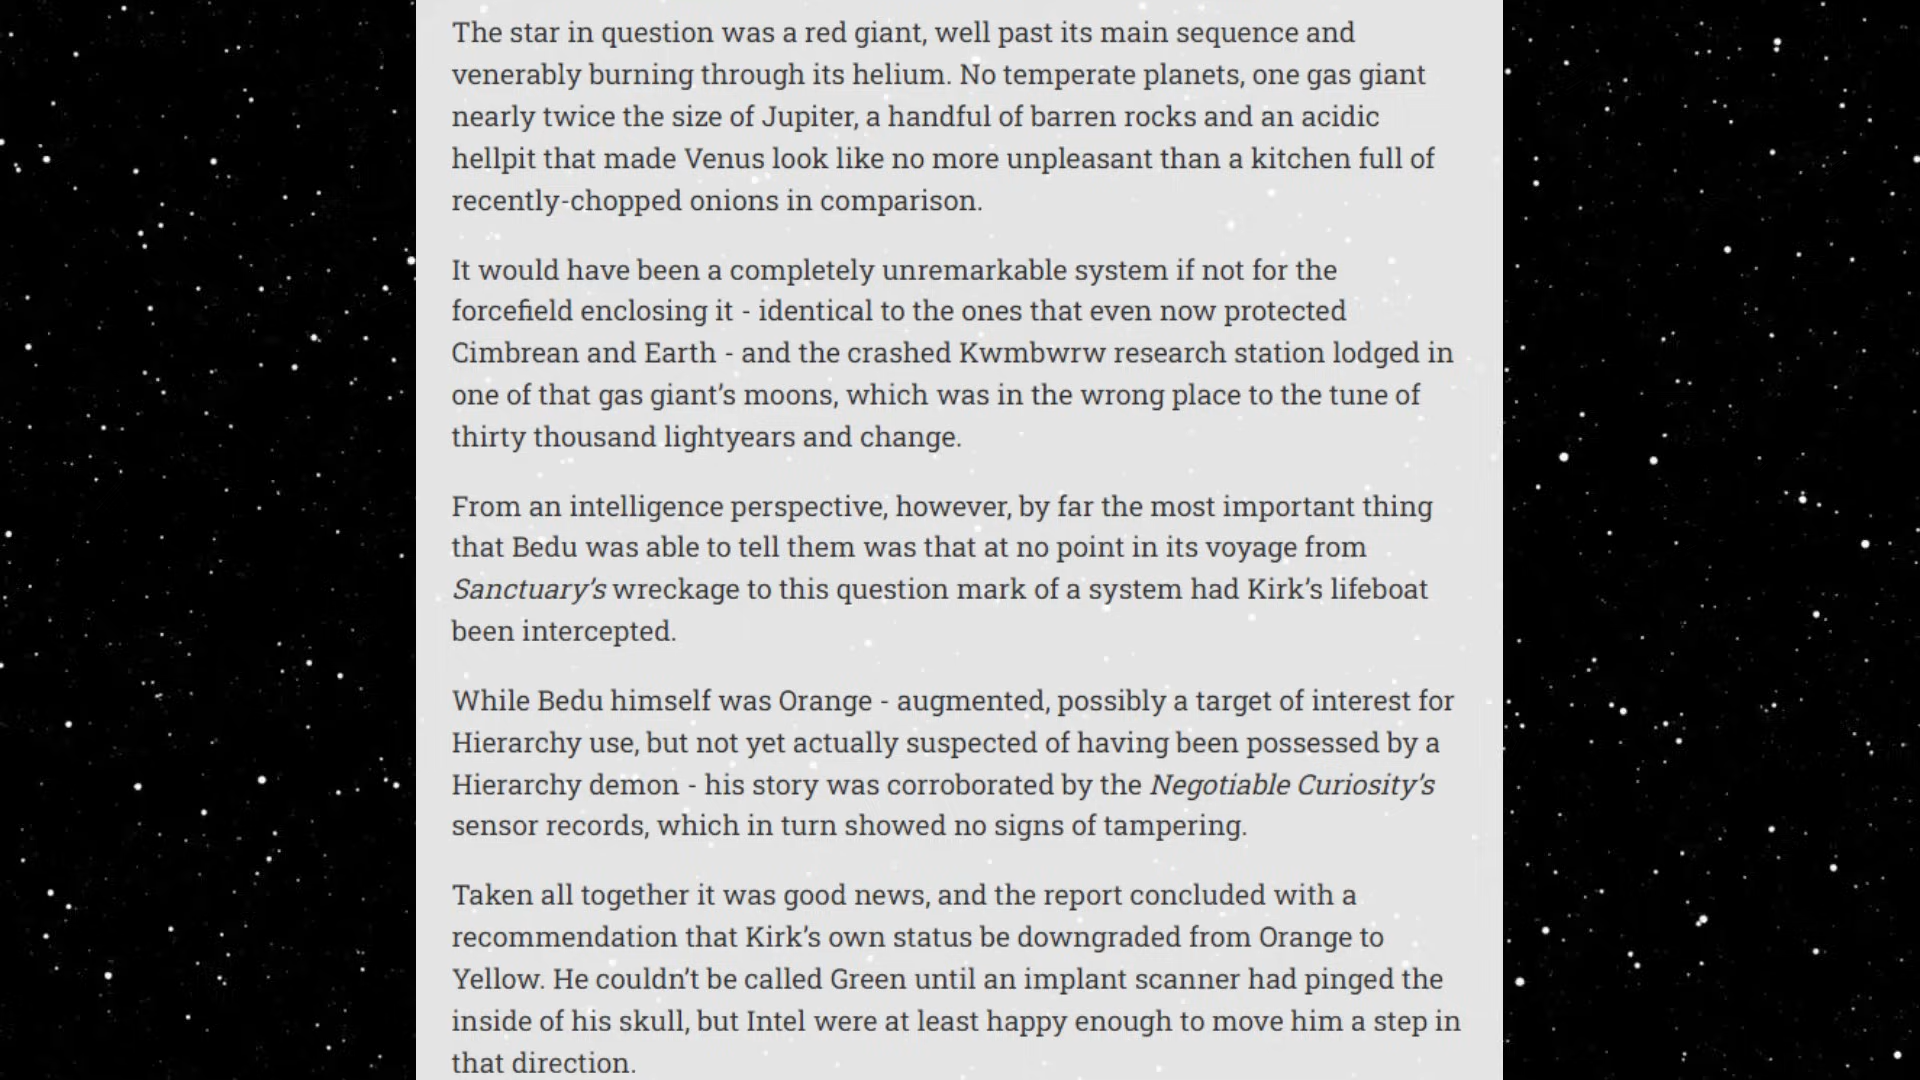 The star in question was a red giant, well past its main sequence and
venerably burning through its helium. No temperate planets, one gas giant
nearly twice the size of Jupiter, a handful of barren rocks and an acidic
hellpit that made Venus look like no more unpleasant than a kitchen full of
recently-chopped onions in comparison.
It would have been a completely unremarkable system if not for the
forcefield enclosing it - identical to the ones that even now protected
Cimbrean and Earth - and the crashed Kwmbwrw research station lodged in
one of that gas giant’s moons, which was in the wrong place to the tune of
thirty thousand lightyears and change.
From an intelligence perspective, however, by far the most important thing
that Bedu was able to tell them was that at no point in its voyage from
Sanctuary’s wreckage to this question mark of a system had Kirk’s lifeboat
been intercepted.
While Bedu himself was Orange - augmented, possibly a target of interest for
Hierarchy use, but not yet actually suspected of having been possessed by a
Hierarchy demon - his story was corroborated by the Negotiable Curiosity’s
sensor records, which in turn showed no signs of tampering.
Taken all together it was good news, and the report concluded with a
recommendation that Kirk’s own status be downgraded from Orange to
Yellow. He couldn’t be called Green until an implant scanner had pinged the
inside of his skull, but Intel were at least happy enough to move him a step in
that direction.